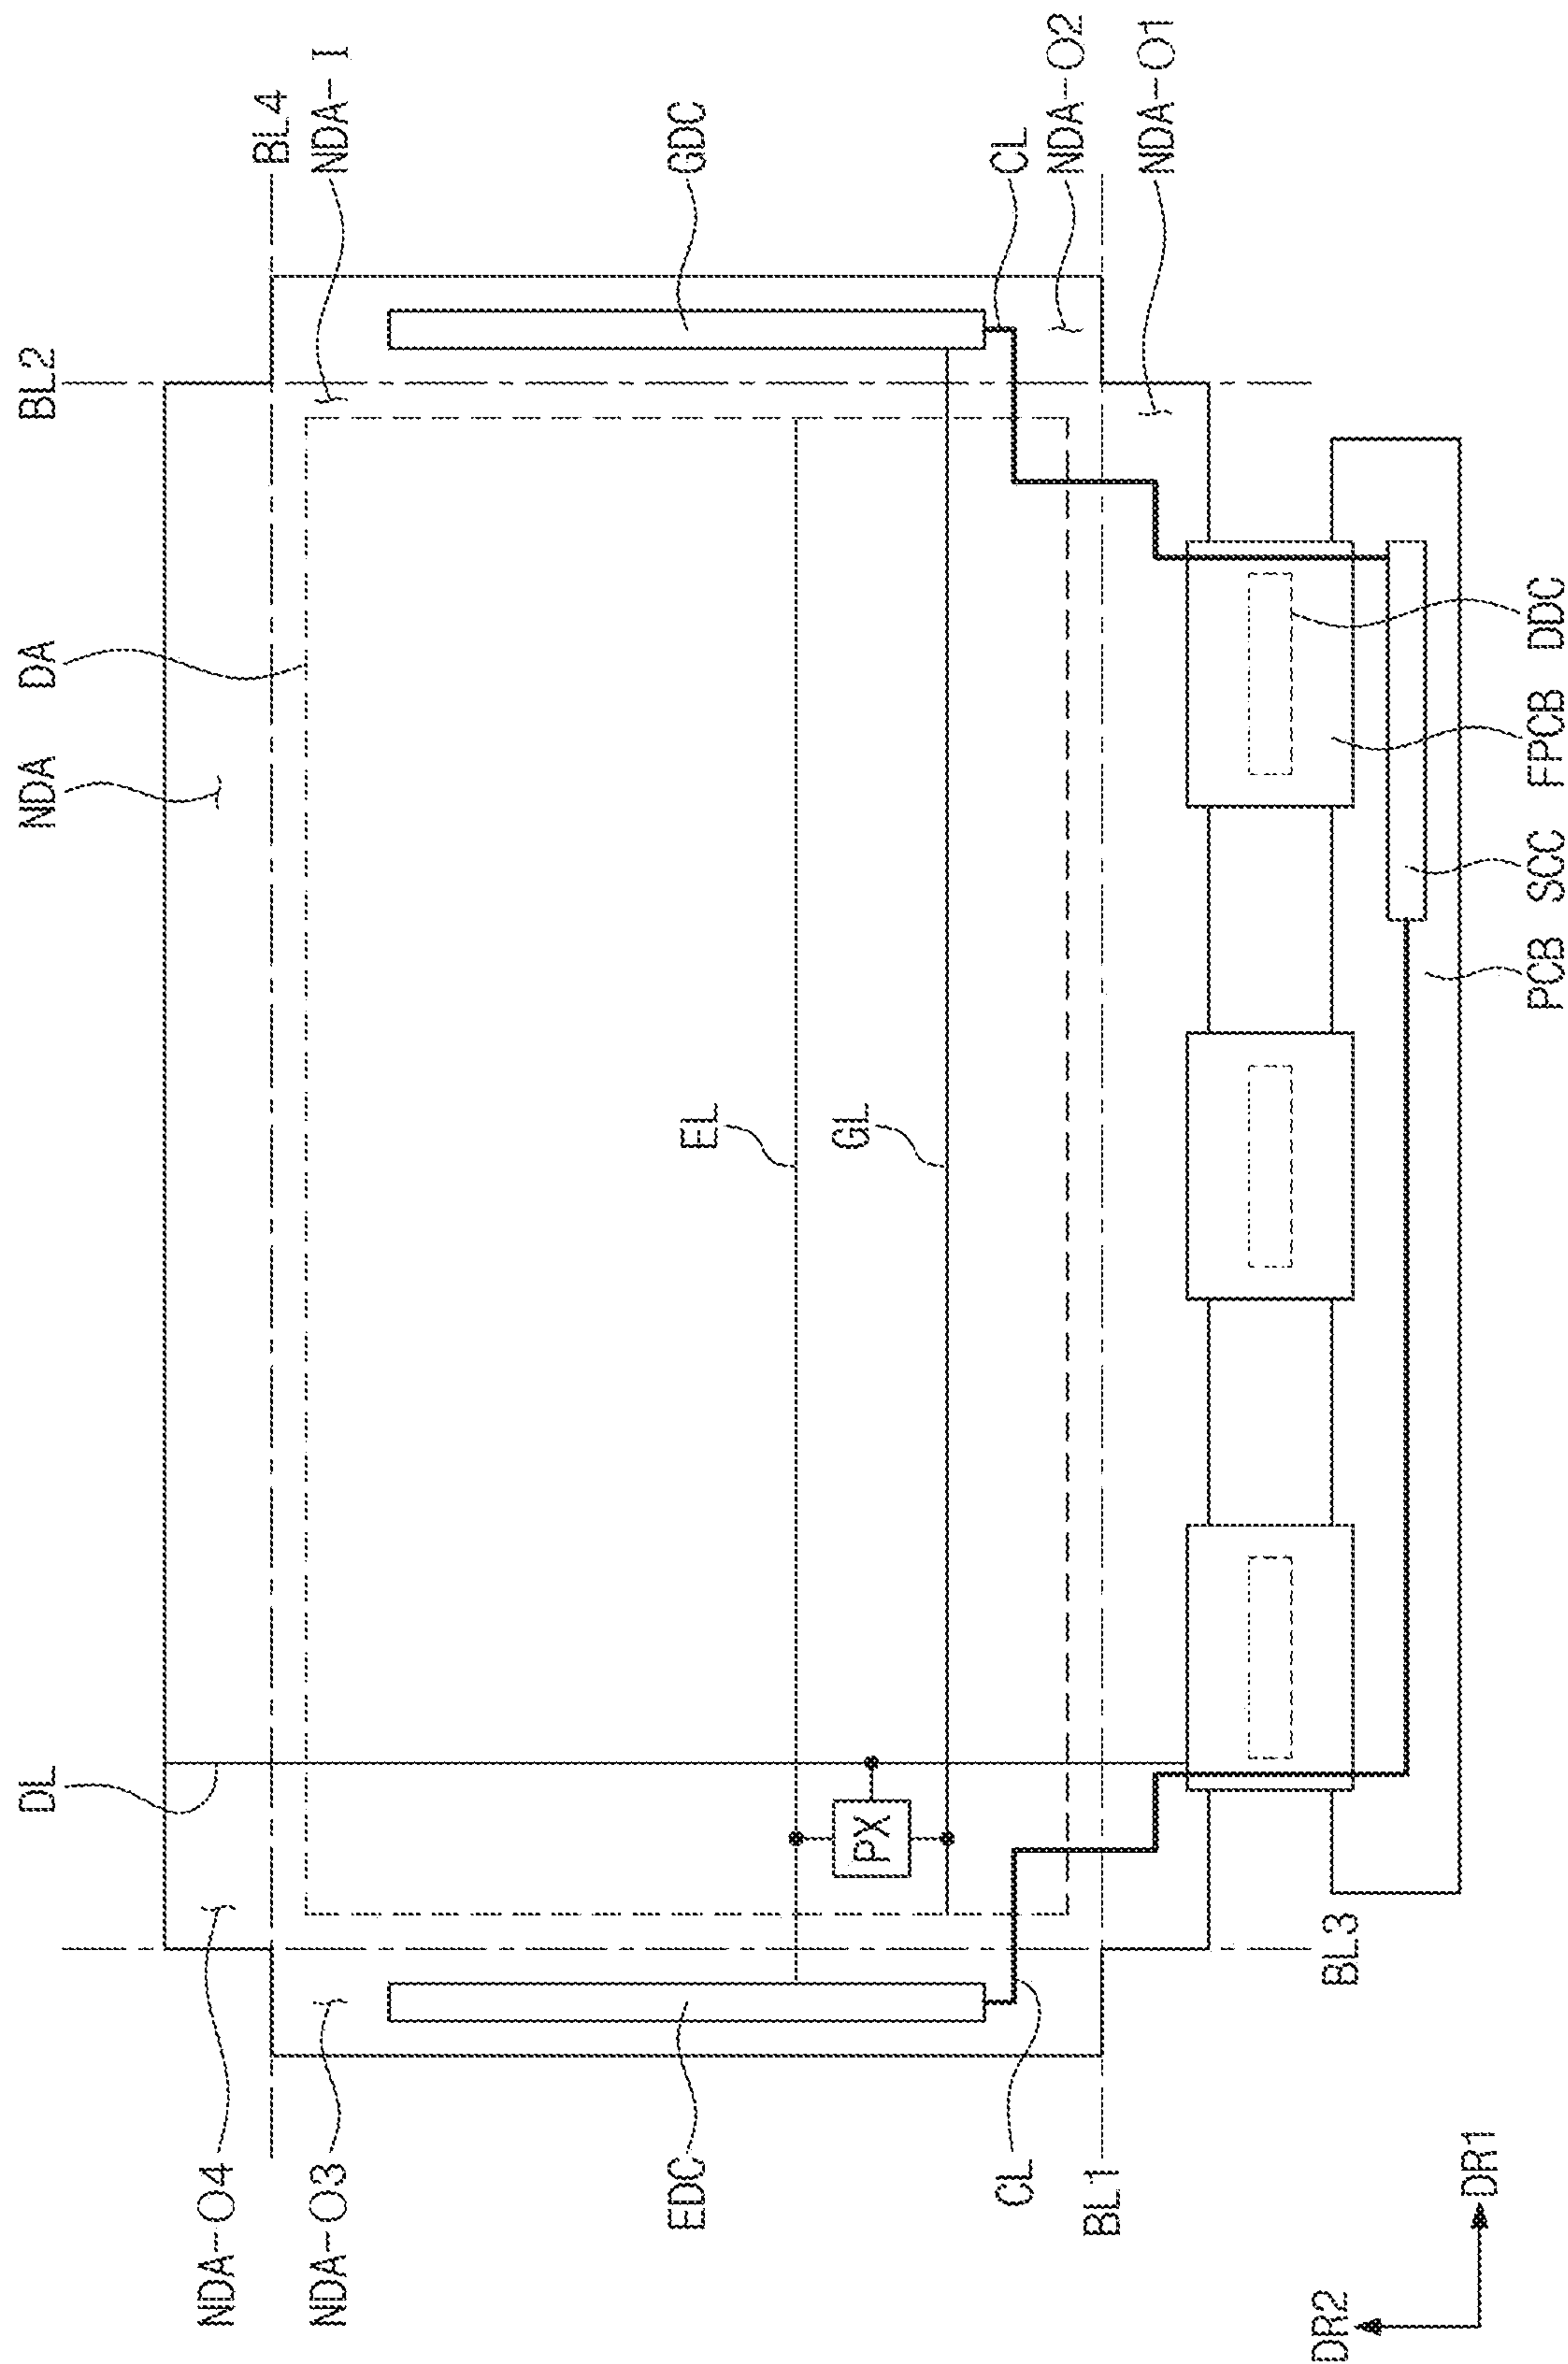 BL2
DA
NDA
DL
BL4
NDA-I
GDC
CL
NDA-O2
NDA-O1
EL
GL
PX
DDC
FPCB
SCC
PCB
NDA-O4
NDA-O3
EDC
CL
BL1
BL3
DR2
DR1